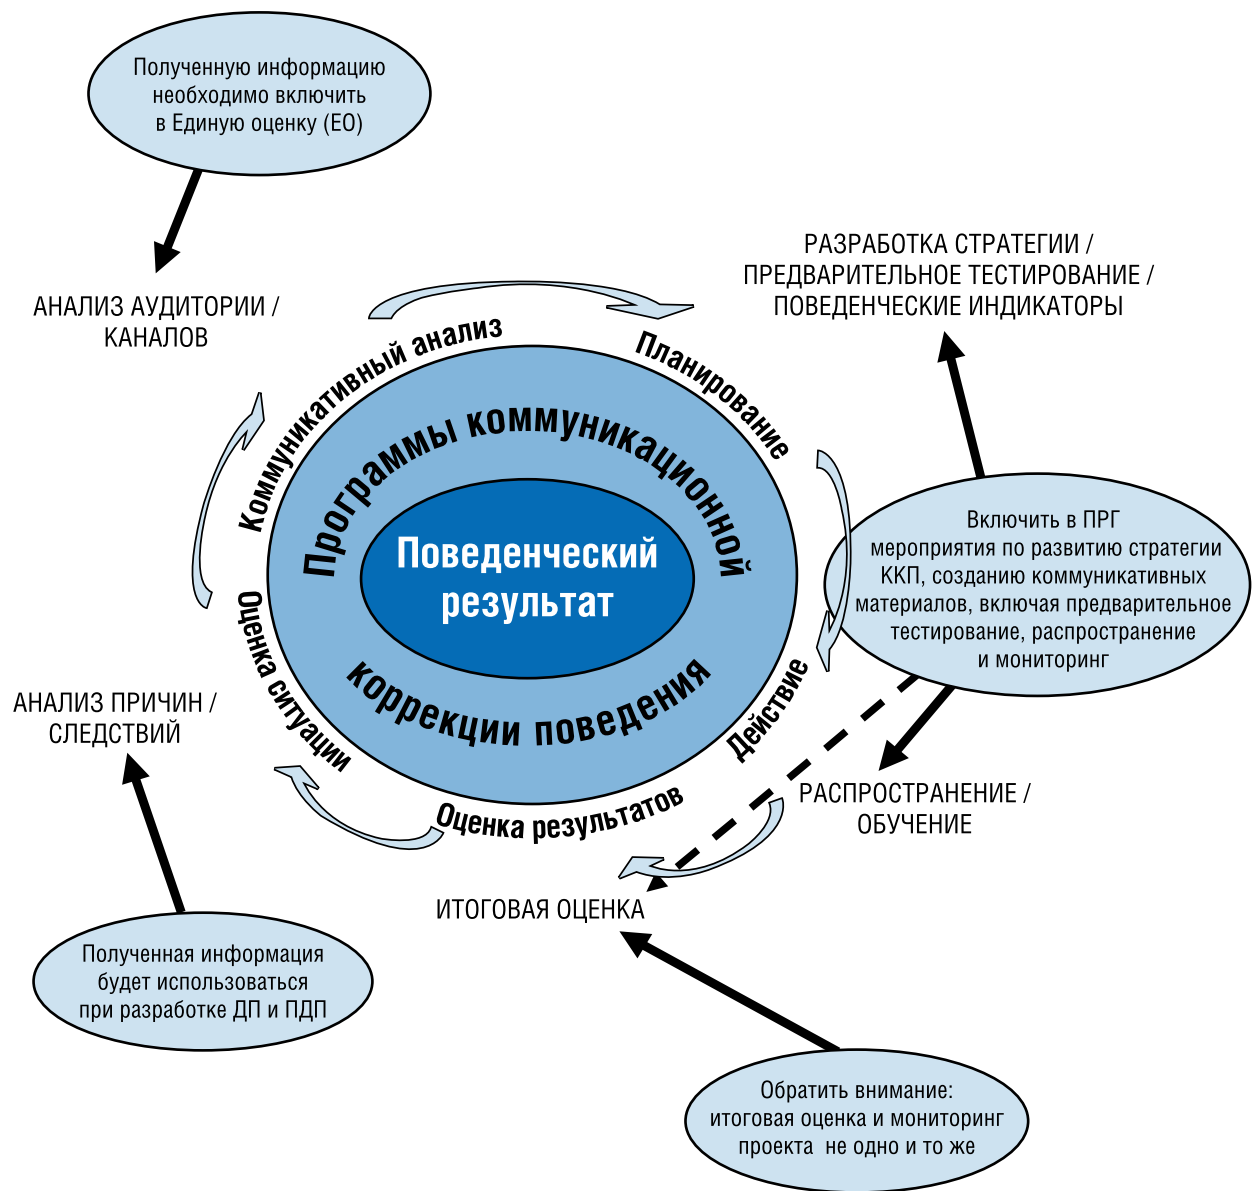 Полученную информацию
необходимо включить
в Единую оценку (ЕО)
АНАЛИЗ АУДИТОРИИ /
КАНАЛОВ
РАЗРАБОТКА СТРАТЕГИИ /
ПРЕДВАРИТЕЛЬНОЕ ТЕСТИРОВАНИЕ /
ПОВЕДЕНЧЕСКИЕ ИНДИКАТОРЫ
Коммуникативный анализ
Планирование
Программы коммуникационной
Поведенческий
результат
коррекции поведения
Включить в ПРГ
мероприятия по развитию стратегии
ККП, созданию коммуникативных
материалов, включая предварительное
тестирование, распространение
и мониторинг
Оценка ситуации
Действие
Оценка результатов
АНАЛИЗ ПРИЧИН /
СЛЕДСТВИЙ
РАСПРОСТРАНЕНИЕ /
ОБУЧЕНИЕ
ИТОГОВАЯ ОЦЕНКА
Полученная информация
будет использоваться
при разработке ДП и ПДП
Обратить внимание:
итоговая оценка и мониторинг
проекта не одно и то же